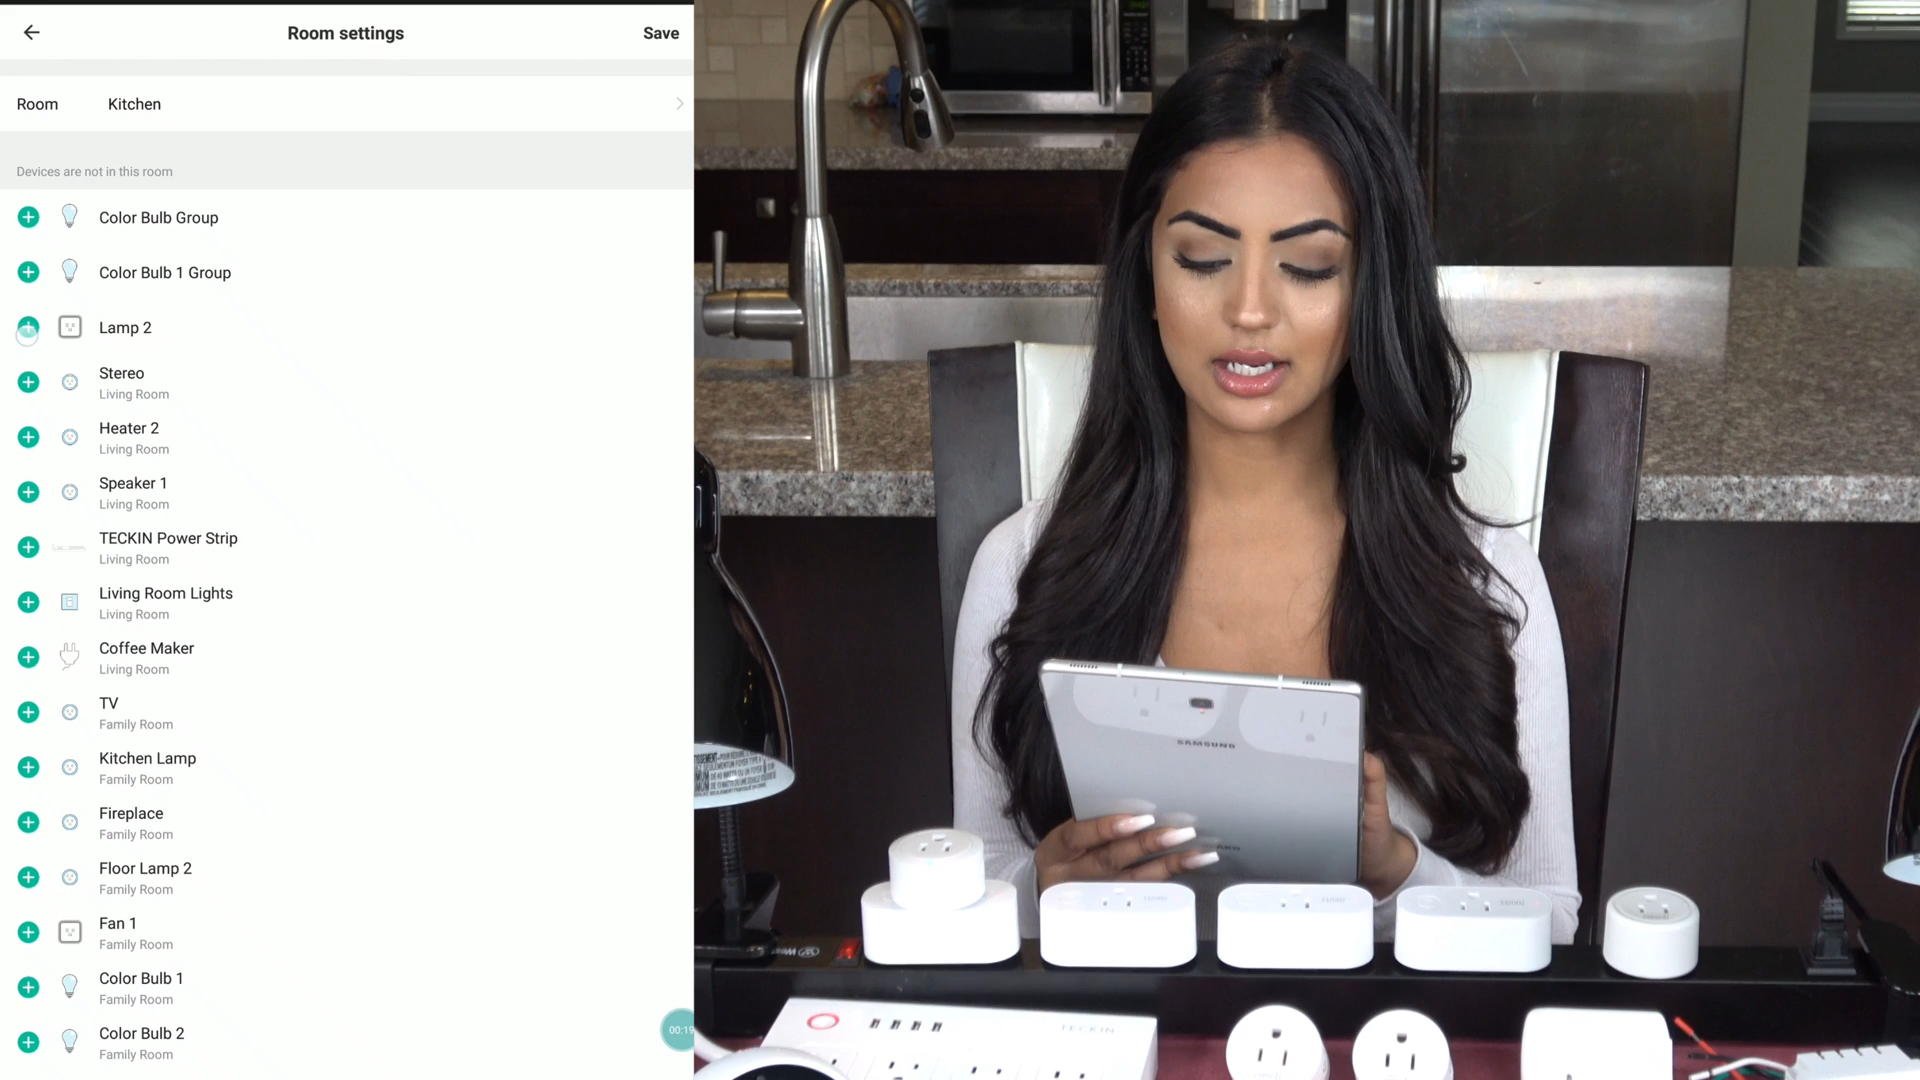 Room settings
Save
Room
Kitchen
Devices are not in this room
Color Bulb Group
Color Bulb 1 Group
Lamp 2
Stereo
Living Room
Heater 2
Living Room
Speaker 1
Living Room
TECKIN Power Strip
Living Room
Living Room Lights
Living Room
Coffee Maker
Living Room
TV
Family Room
Kitchen Lamp
Family Room
Fireplace
Family Room
Floor Lamp 2
Family Room
Fan 1
Family Room
Color Bulb 1
Family Room
Color Bulb 2
Family Room
00:19
SAMSUNG
TECKIN